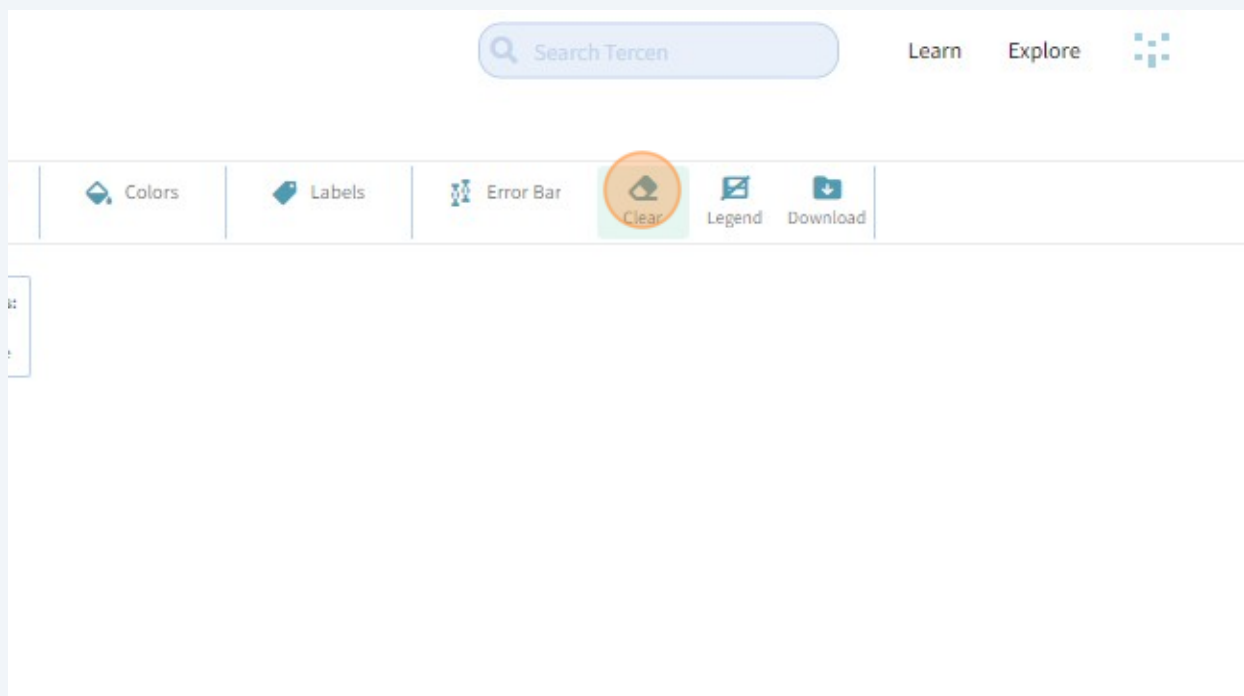 Search Tercen
Learn
Explore
Colors
Labels
Error Bar
Clear
Legend
Download